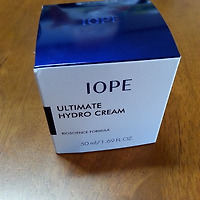 IOPE
IOPE
ULTIMATE
HYDRO CREAM
BIOSCIENCE FORMULA
50 ml / 1.69 FL.OZ.